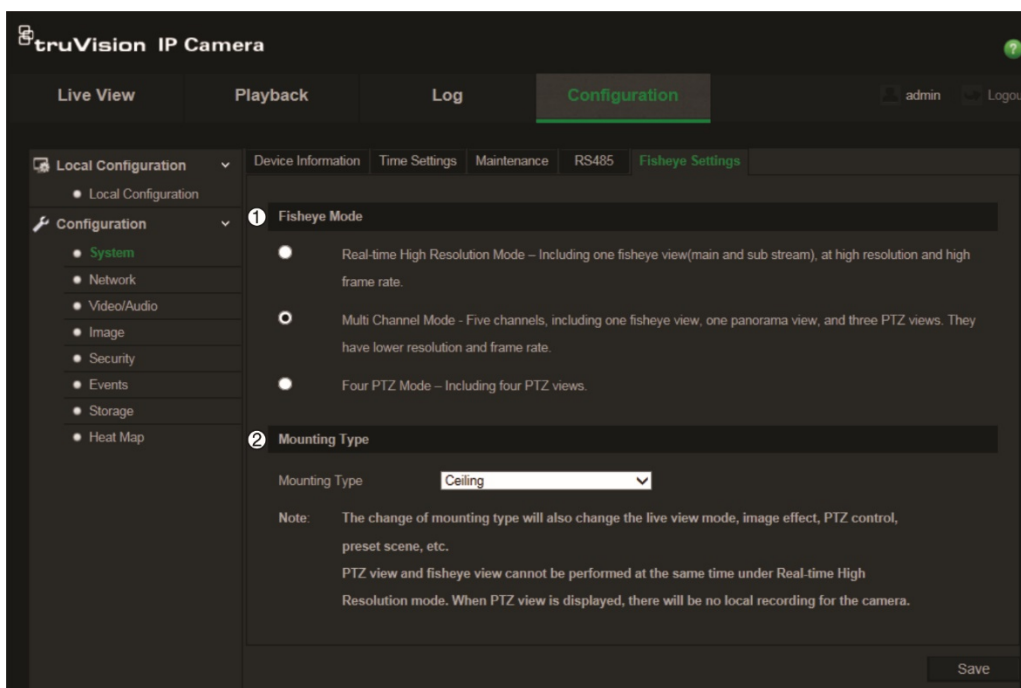 truVision IP Camera
?
Live View
Playback
Log
Configuration
admin
Logou
Local Configuration
Local Configuration
Configuration
System
Network
Video/Audio
Image
Security
Events
Storage
Heat Map
Device Information
Time Settings
Maintenance
RS485
Fisheye Settings
1 Fisheye Mode
Real-time High Resolution Mode – Including one fisheye view(main and sub stream), at high resolution and high
frame rate.
Multi Channel Mode - Five channels, including one fisheye view, one panorama view, and three PTZ views. They
have lower resolution and frame rate.
Four PTZ Mode – Including four PTZ views.
2 Mounting Type
Mounting Type
Ceiling
Note: The change of mounting type will also change the live view mode, image effect, PTZ control,
preset scene, etc.
PTZ view and fisheye view cannot be performed at the same time under Real-time High
Resolution mode. When PTZ view is displayed, there will be no local recording for the camera.
Save